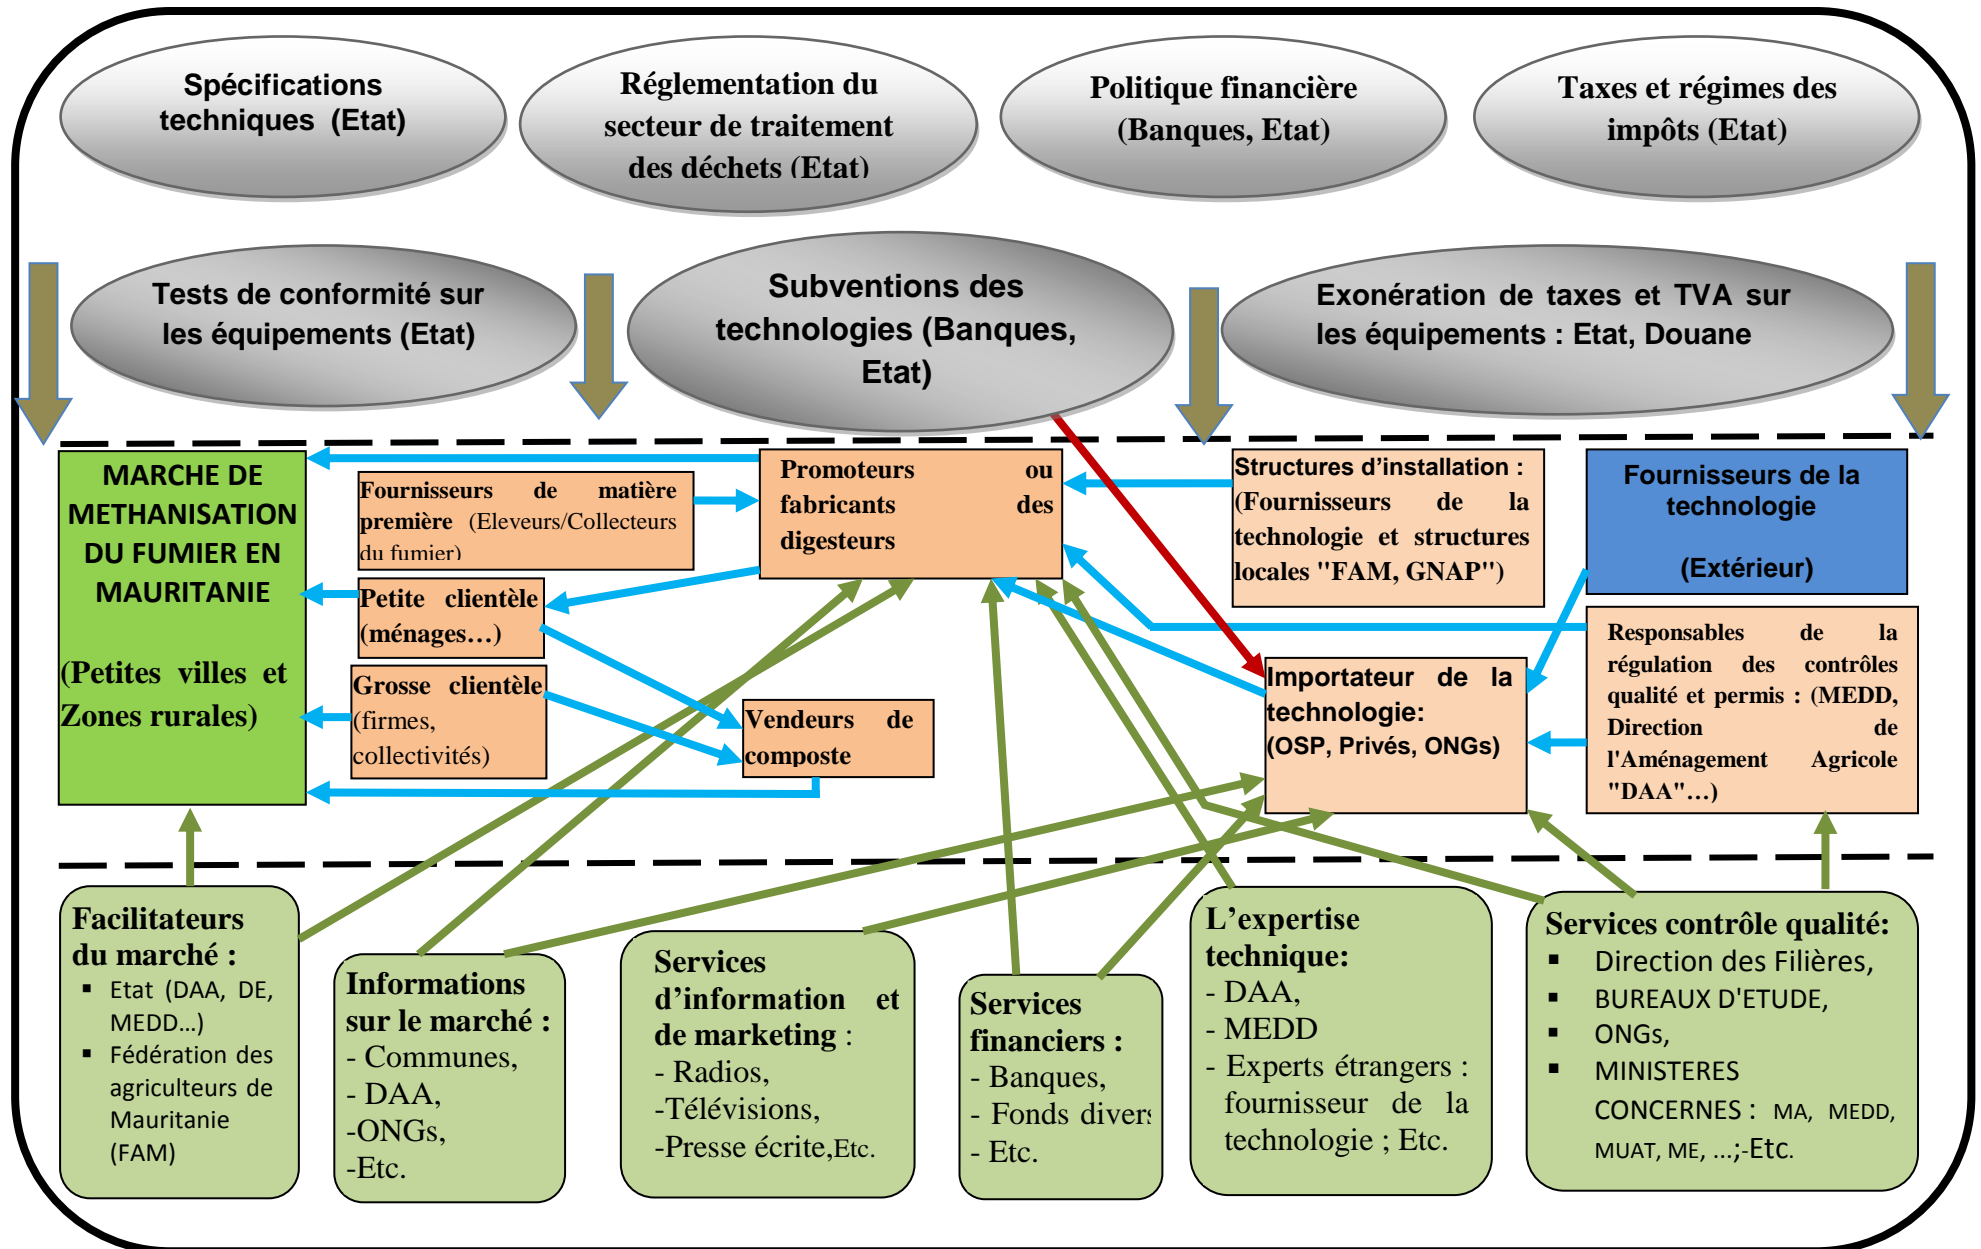 Spécifications
techniques (Etat)
Réglementation du
secteur de traitement
des déchets (Etat)
Politique financière
(Banques, Etat)
Taxes et régimes des
impôts (Etat)
Tests de conformité sur
les équipements (Etat)
Subventions des
technologies (Banques,
Etat)
Exonération de taxes et TVA sur
les équipements : Etat, Douane
MARCHE DE
METHANISATION
DU FUMIER EN
MAURITANIE
(Petites villes et
Zones rurales)
Fournisseurs de matière
première (Eleveurs/Collecteurs
du fumier)
Petite clientèle
(ménages…)
Grosse clientèle
(firmes,
collectivités)
Promoteurs ou
fabricants des
digesteurs
Vendeurs de
composte
Structures d’installation :
(Fournisseurs de la
technologie et structures
locales "FAM, GNAP")
Importateur de la
technologie:
(OSP, Privés, ONGs)
Fournisseurs de la
technologie
(Extérieur)
Responsables de la
régulation des contrôles
qualité et permis : (MEDD,
Direction de
l'Aménagement Agricole
"DAA"…)
Facilitateurs
du marché :
▪ Etat (DAA, DE,
MEDD…)
▪ Fédération des
agriculteurs de
Mauritanie
(FAM)
Informations
sur le marché :
- Communes,
- DAA,
-ONGs,
-Etc.
Services
d’information et
de marketing :
- Radios,
-Télévisions,
-Presse écrite,Etc.
Services
financiers :
- Banques,
- Fonds divers
- Etc.
L’expertise
technique:
- DAA,
- MEDD
- Experts étrangers :
fournisseur de la
technologie ; Etc.
Services contrôle qualité:
▪ Direction des Filières,
▪ BUREAUX D'ETUDE,
▪ ONGs,
▪ MINISTERES
CONCERNES : MA, MEDD,
MUAT, ME, ...;-Etc.